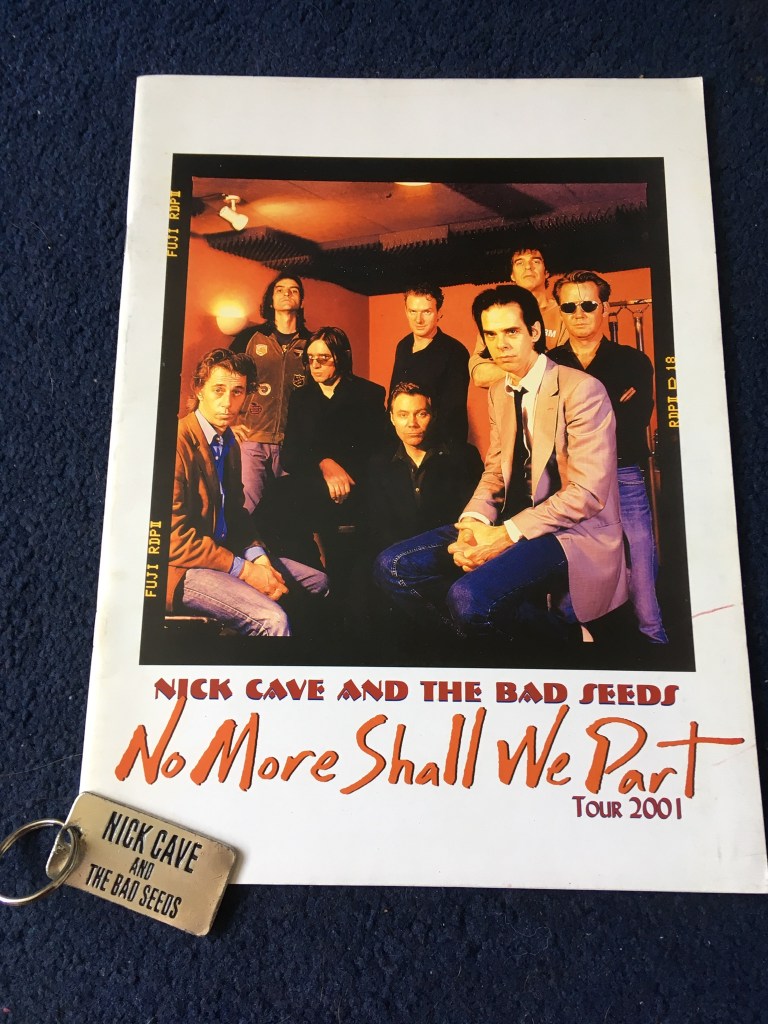 FUJI RDPII
RDPII D 18
FUJI RDPII
NICK CAVE AND THE BAD SEEDS
No More Shall We Part
TOUR 2001
NICK CAVE
AND
THE BAD SEEDS